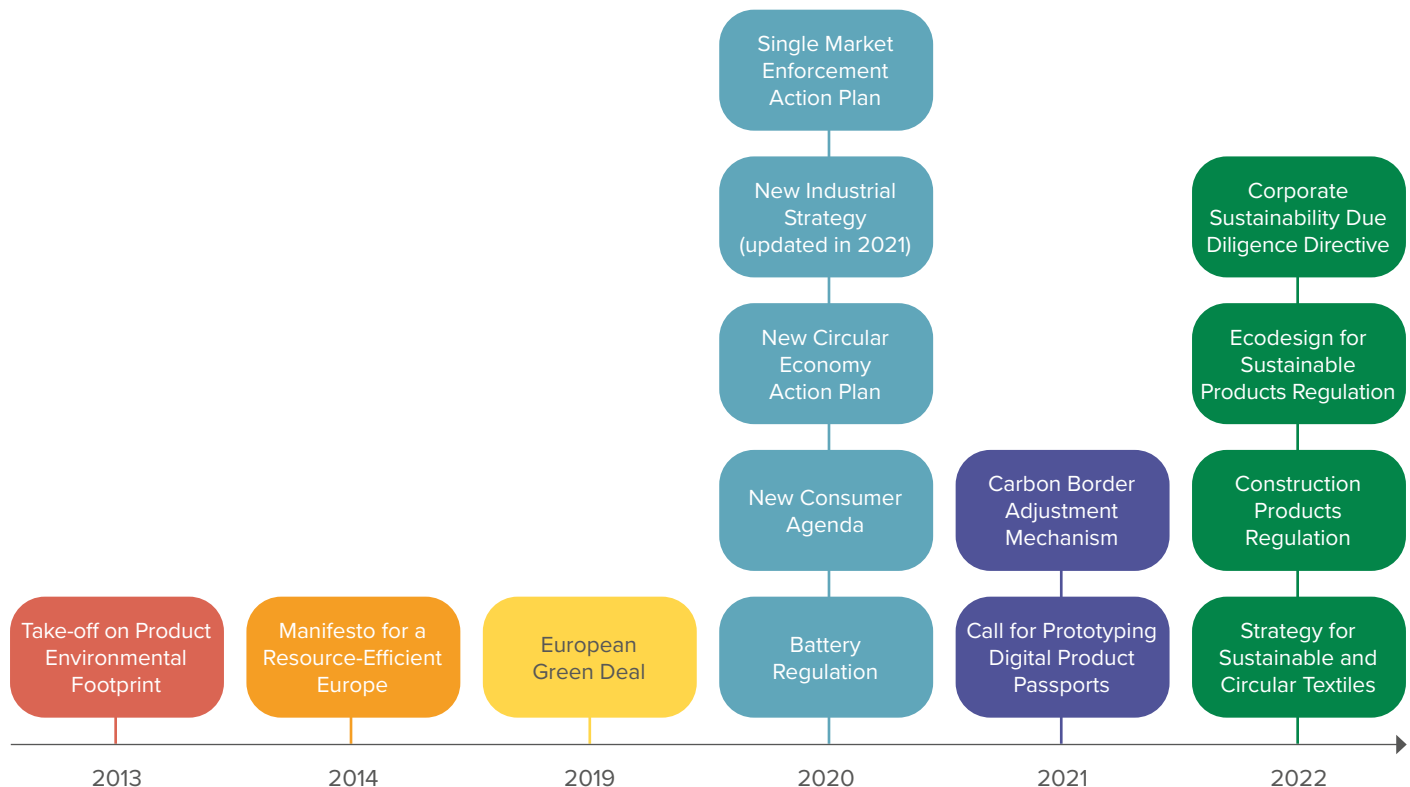 Single Market
Enforcement
Action Plan
New Industrial
Strategy
(updated in 2021)
Corporate
Sustainability Due
Diligence Directive
New Circular
Economy
Action Plan
Ecodesign for
Sustainable
Products Regulation
New Consumer
Agenda
Carbon Border
Adjustment
Mechanism
Construction
Products
Regulation
Take-off on Product
Environmental
Footprint
Manifesto for a
Resource-Efficient
Europe
European
Green Deal
Battery
Regulation
Call for Prototyping
Digital Product
Passports
Strategy for
Sustainable and
Circular Textiles
2013
2014
2019
2020
2021
2022